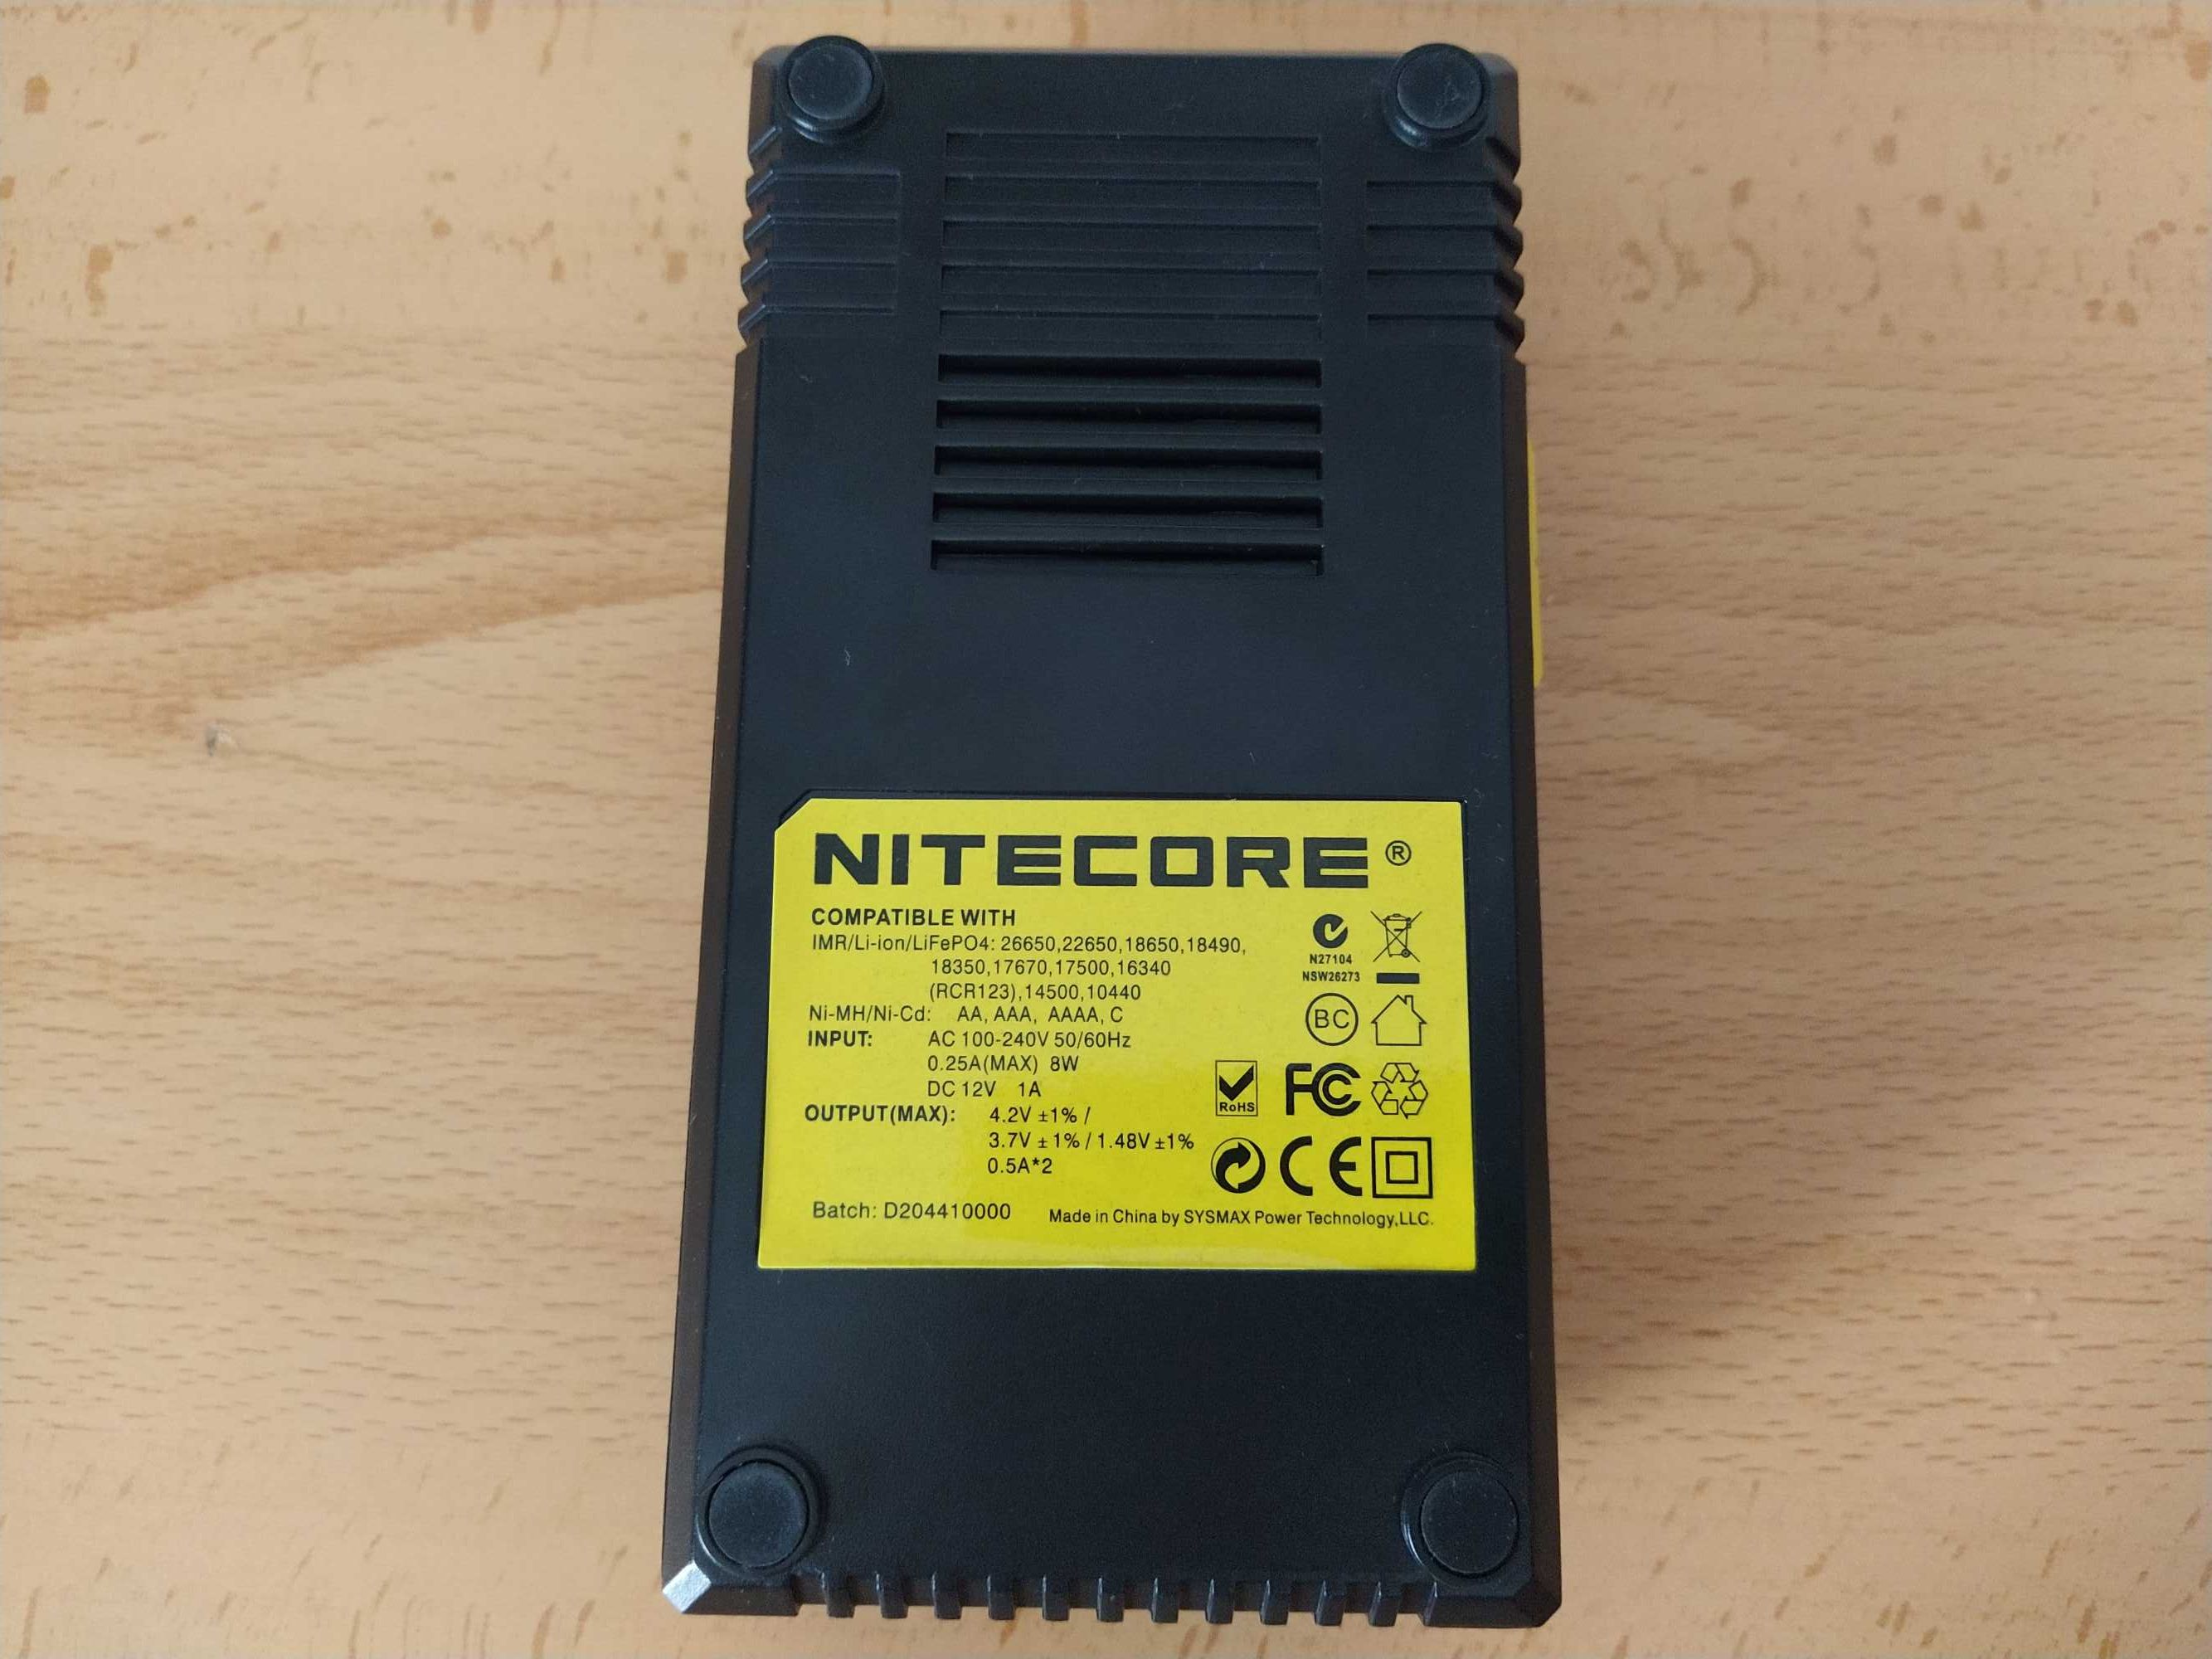 NITECORE®
COMPATIBLE WITH
IMR/Li-ion/LiFePO4: 26650,22650,18650,18490,
18350,17670,17500,16340
(RCR123),14500,10440
Ni-MH/Ni-Cd: AA, AAA, AAAA, C
INPUT: AC 100-240V 50/60Hz
0.25A(MAX) 8W
DC 12V 1A
OUTPUT(MAX): 4.2V ±1% /
3.7V ±1% / 1.48V ±1%
0.5A*2
Batch: D204410000
Made in China by SYSMAX Power Technology,LLC.
N27104
NSW26273
BC
RoHS
FC
CE